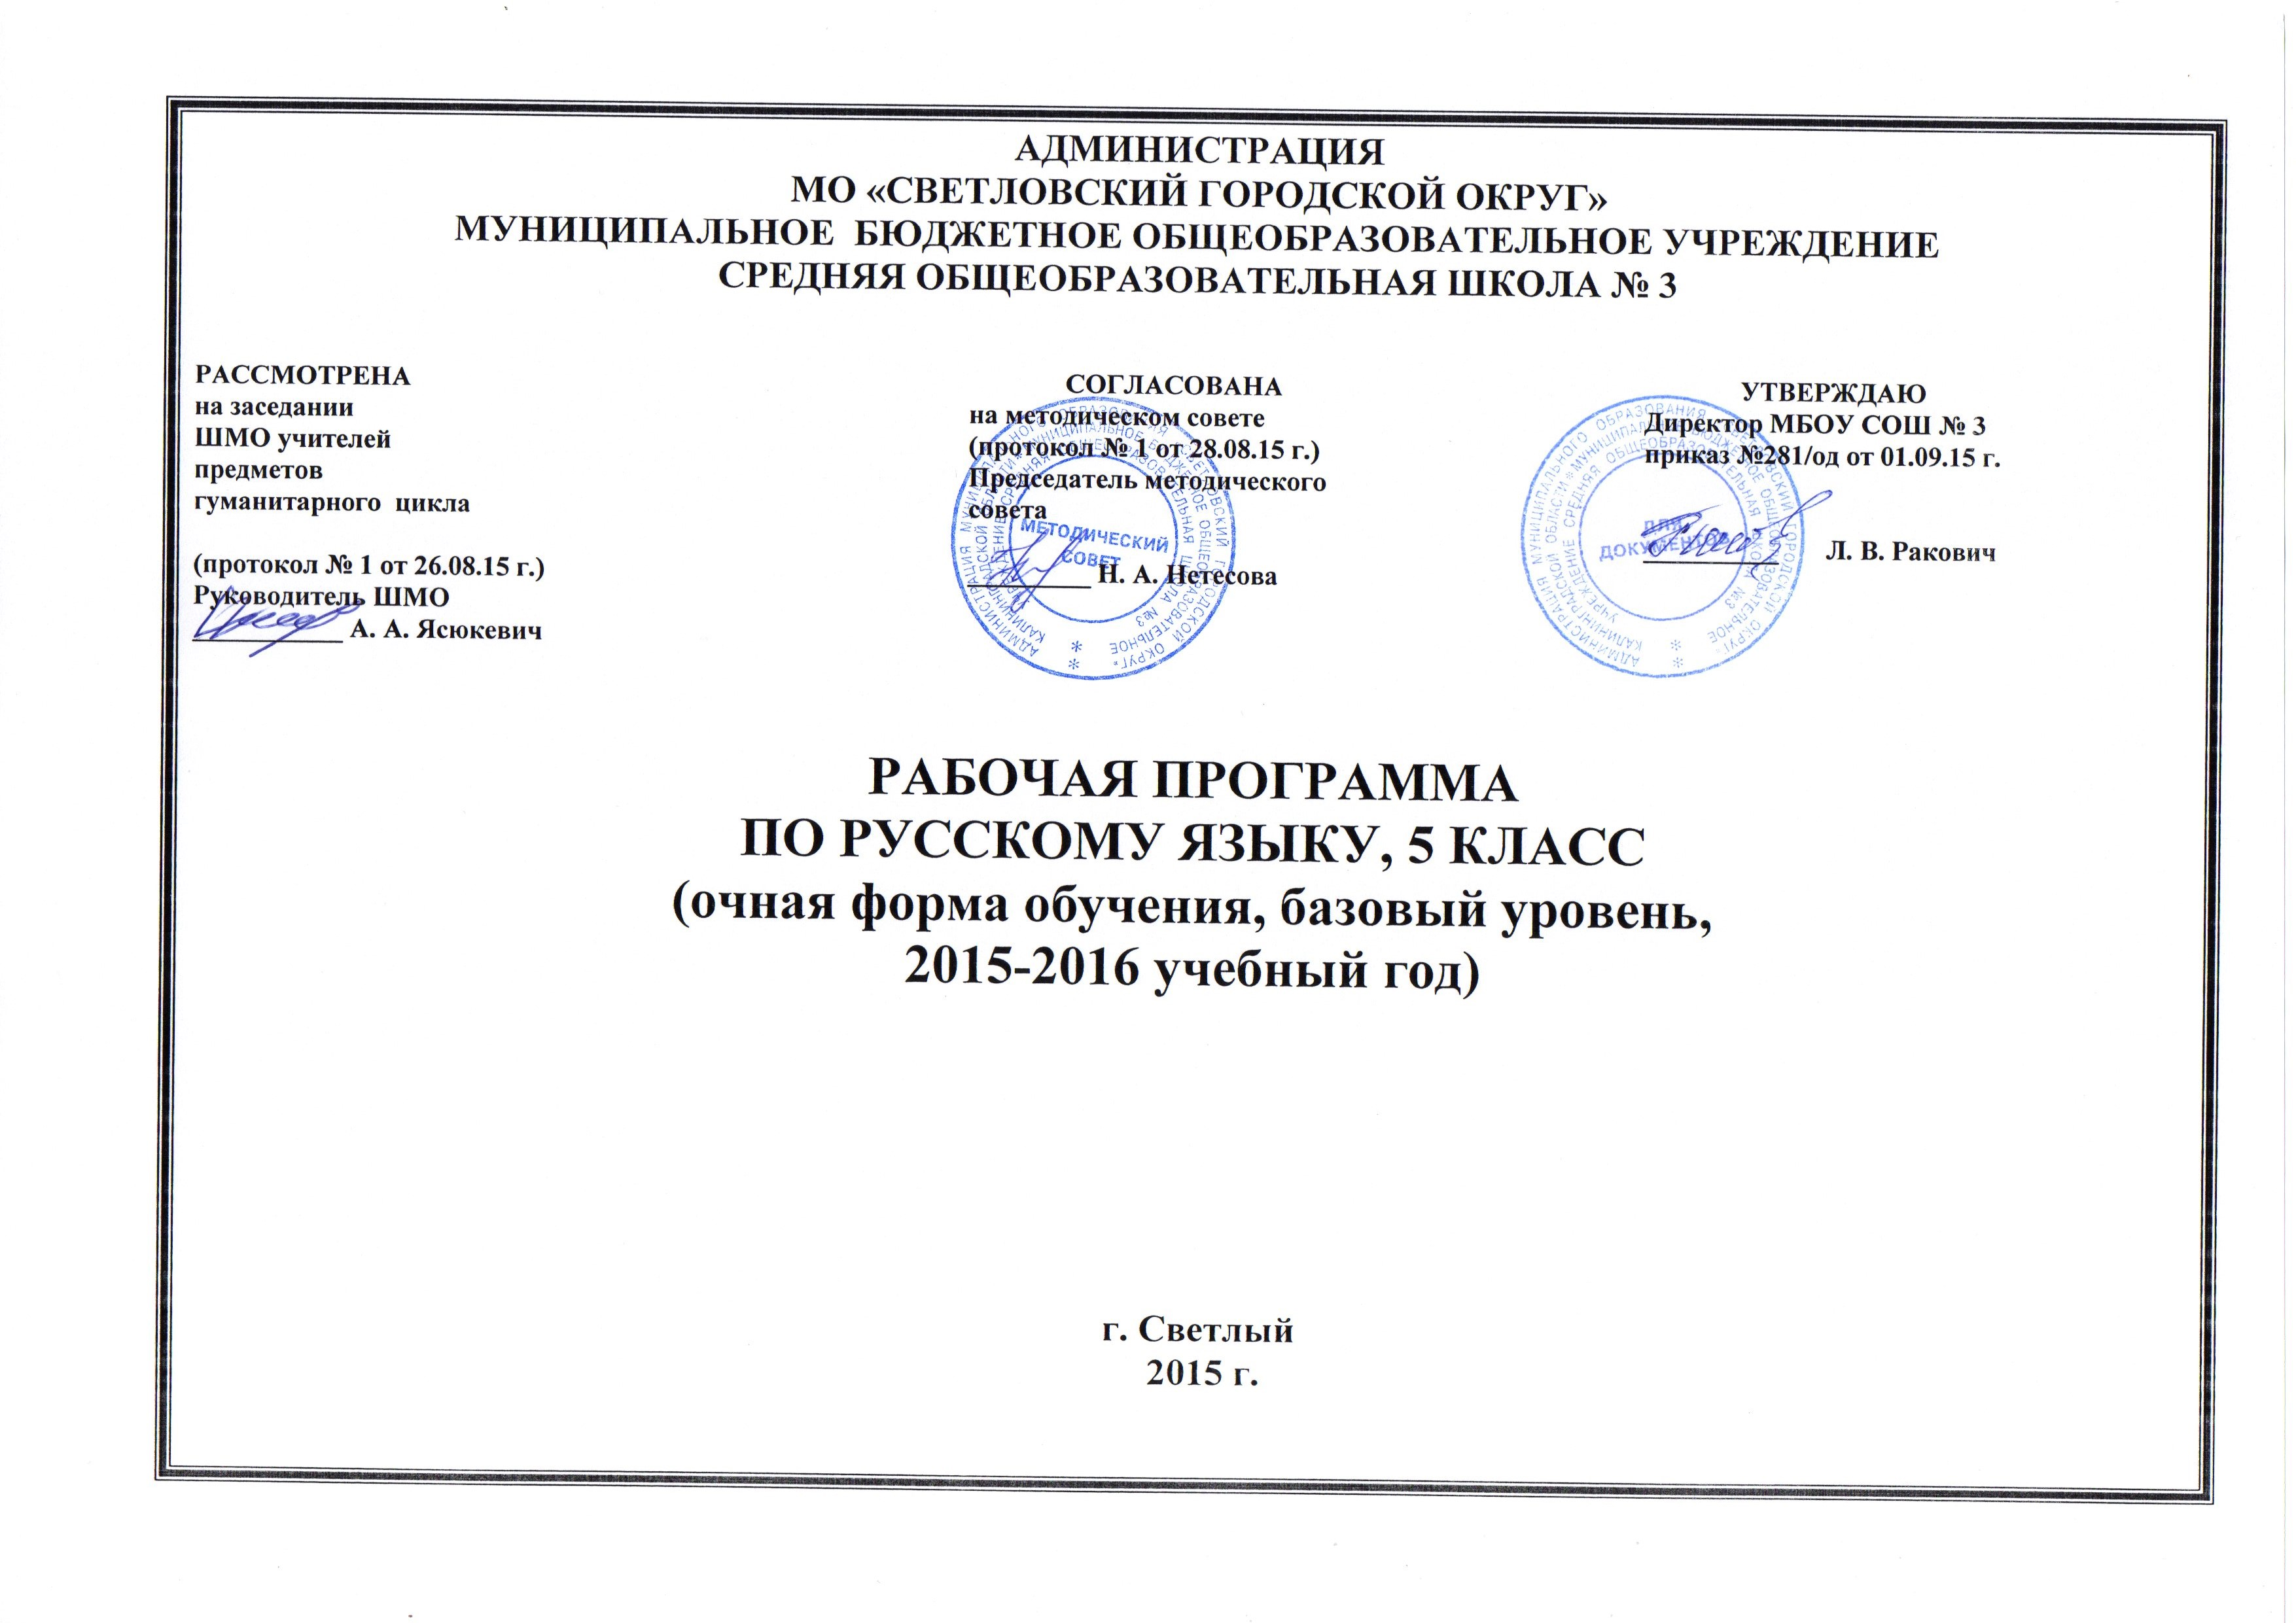 АДМИНИСТРАЦИЯ
МО «СВЕТЛОВСКИЙ ГОРОДСКОЙ ОКРУГ»
МУНИЦИПАЛЬНОЕ БЮДЖЕТНОЕ ОБЩЕОБРАЗОВАТЕЛЬНОЕ УЧРЕЖДЕНИЕ
СРЕДНЯЯ ОБЩЕОБРАЗОВАТЕЛЬНАЯ ШКОЛА № 3
РАССМОТРЕНА
на заседании
ШМО учителей
предметов
гуманитарного цикла
(протокол № 1 от 26.08.15 г.)
Руководитель ШМО
___________ А. А. Ясюкевич
СОГЛАСОВАНА
на методическом совете
(протокол № 1 от 28.08.15 г.)
Председатель методического
совета
_________ Н. А. Нетесова
МЕТОДИЧЕСКИЙ
СОВЕТ
УТВЕРЖДАЮ
Директор МБОУ СОШ № 3
приказ №281/од от 01.09.15 г.
__________ Л. В. Ракович
ДЛЯ
ДОКУМЕНТОВ
РАБОЧАЯ ПРОГРАММА
ПО РУССКОМУ ЯЗЫКУ, 5 КЛАСС
(очная форма обучения, базовый уровень,
2015-2016 учебный год)
г. Светлый
2015 г.